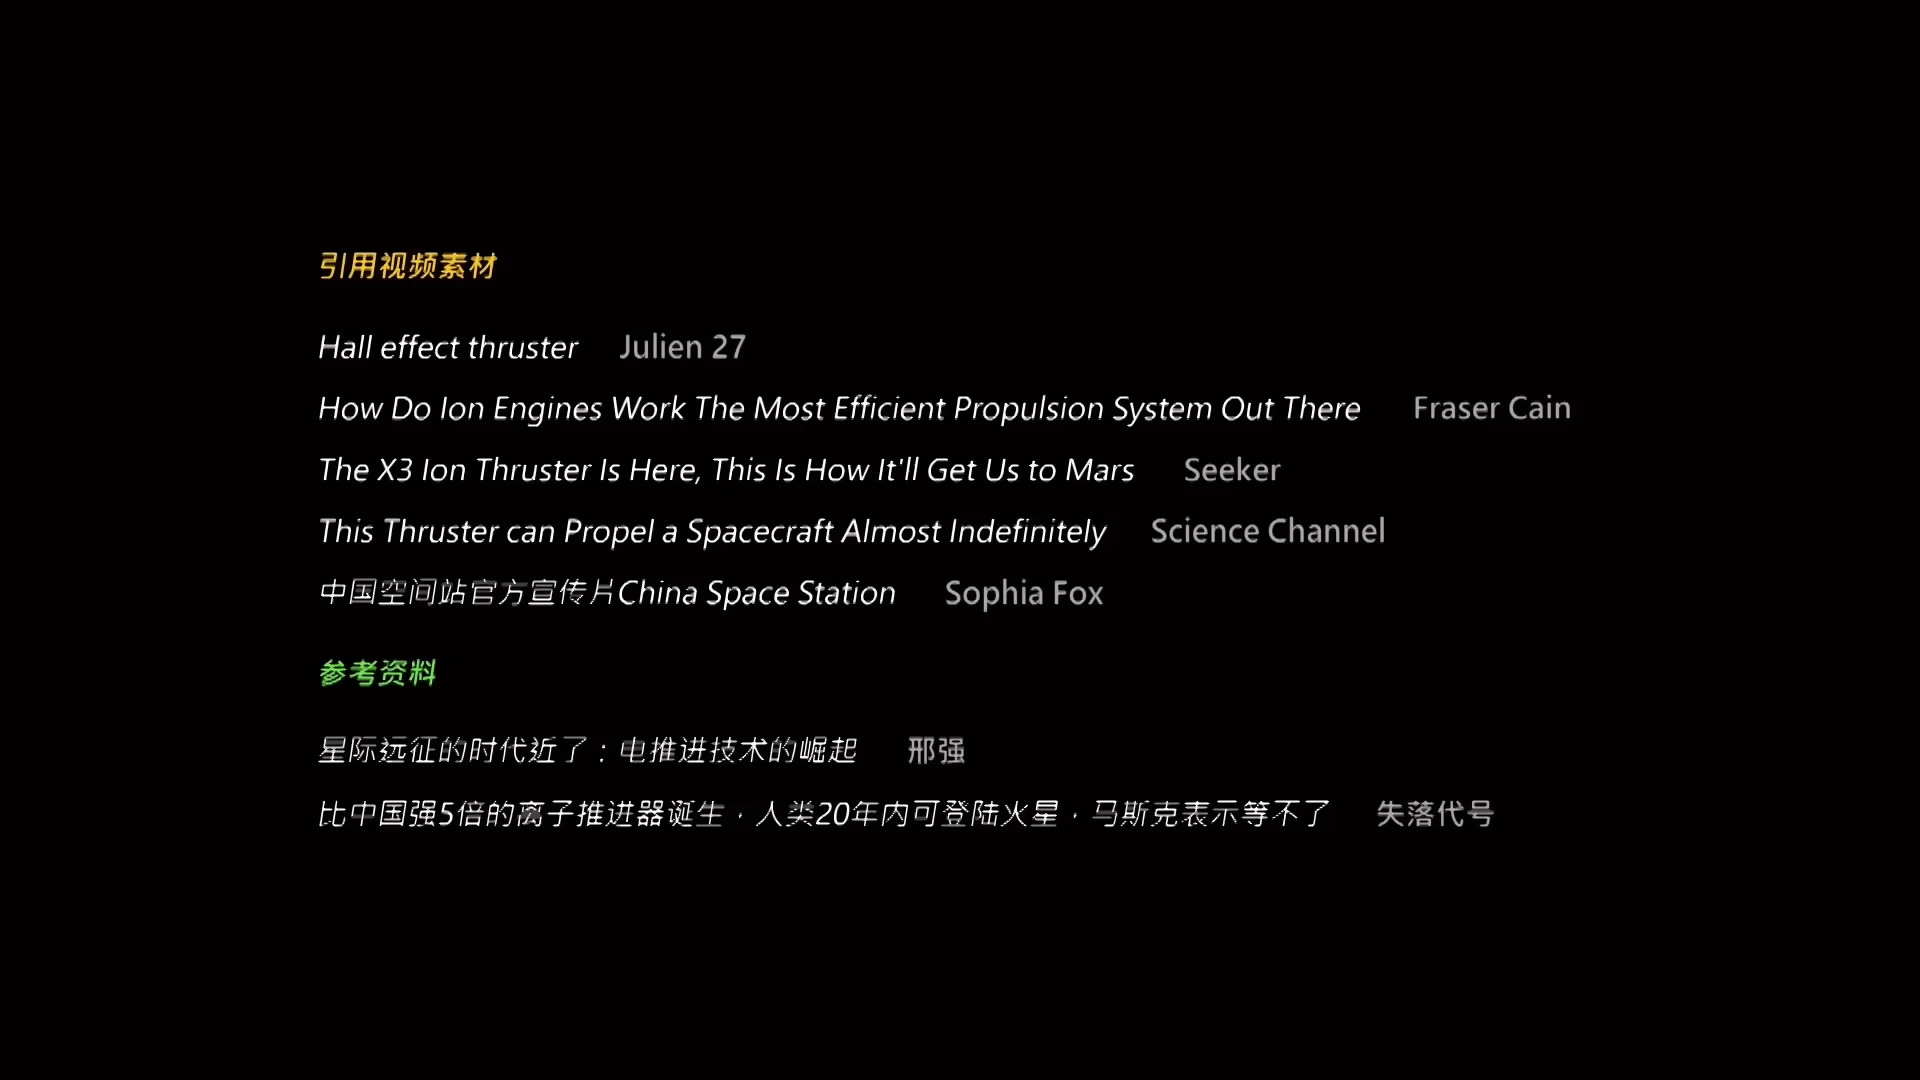 引用视频素材
Hall effect thruster Julien 27
How Do Ion Engines Work The Most Efficient Propulsion System Out There Fraser Cain
The X3 Ion Thruster Is Here, This Is How It'll Get Us to Mars Seeker
This Thruster can Propel a Spacecraft Almost Indefinitely Science Channel
中国空间站官方宣传片China Space Station Sophia Fox
参考资料
星际远征的时代近了：电推进技术的崛起 邢强
比中国强5倍的离子推进器诞生，人类20年内可登陆火星，马斯克表示等不了 失落代号